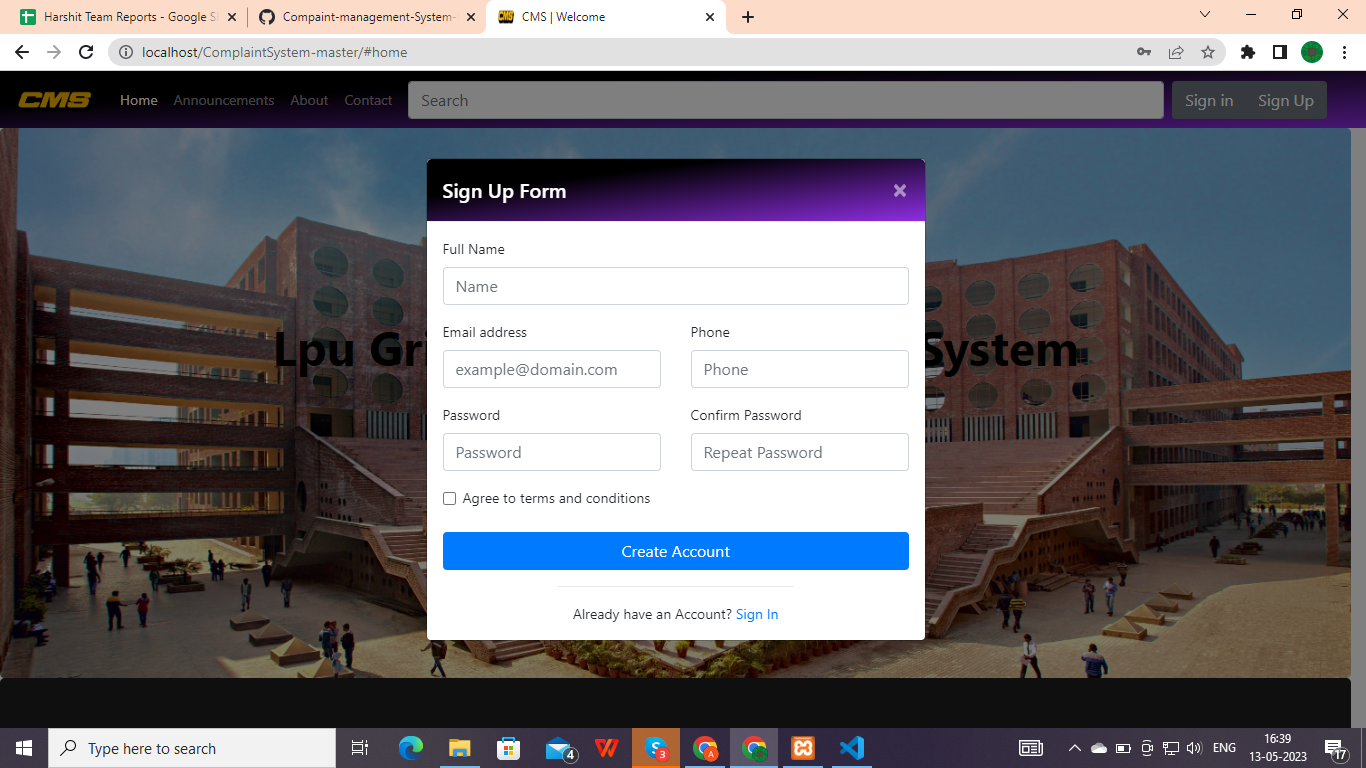 Harshit Team Reports - Google S
Compaint-management-System-
CMS | Welcome
localhost/ComplaintSystem-master/#home
CMS
Home Announcements About Contact
Search
Sign in Sign Up
Sign Up Form
Full Name
Name
Lpu Gri
System
Email address Phone
example@domain.com Phone
Password Confirm Password
Password Repeat Password
Agree to terms and conditions
Create Account
Already have an Account? Sign In
Type here to search
4
3
A
ENG
16:39
13-05-2023
17